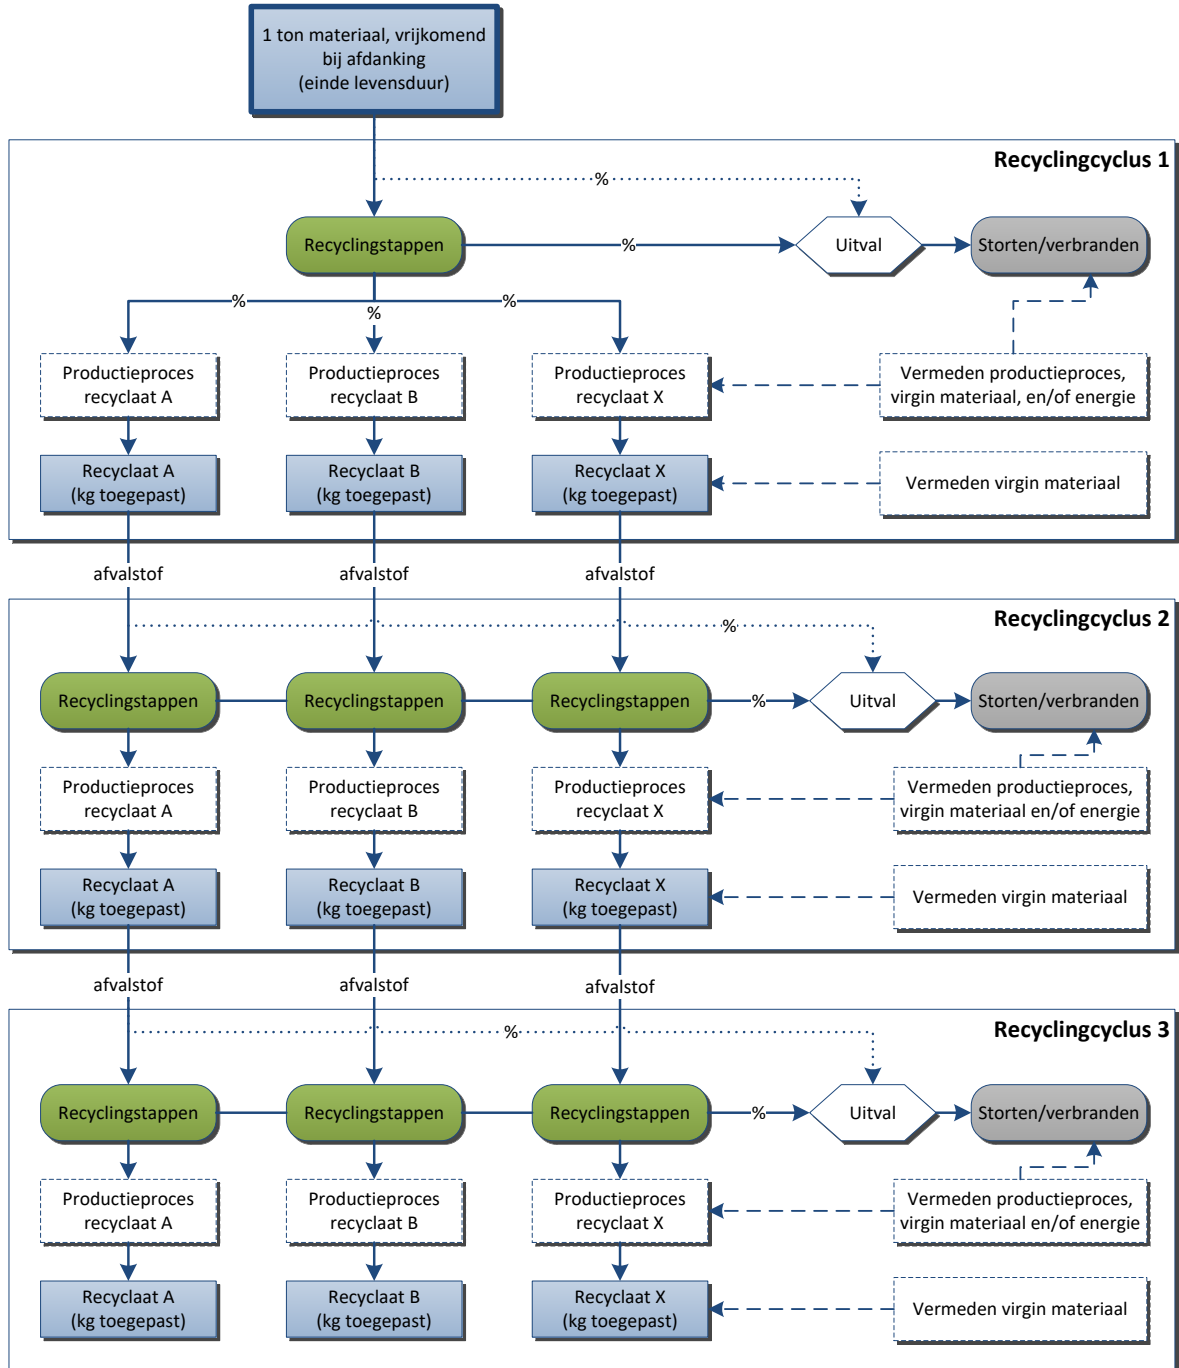 1 ton materiaal, vrijkomend
bij afdanking
(einde levensduur)
Recyclingcyclus 1
%
Recyclingstappen
%
Uitval
Storten/verbranden
%
%
%
Productieproces
recyclaat A
Productieproces
recyclaat B
Productieproces
recyclaat X
Vermeden productieproces,
virgin materiaal, en/of energie
Recyclaat A
(kg toegepast)
Recyclaat B
(kg toegepast)
Recyclaat X
(kg toegepast)
Vermeden virgin materiaal
afvalstof
afvalstof
afvalstof
Recyclingcyclus 2
%
Recyclingstappen
Recyclingstappen
Recyclingstappen
%
Uitval
Storten/verbranden
Productieproces
recyclaat A
Productieproces
recyclaat B
Productieproces
recyclaat X
Vermeden productieproces,
virgin materiaal en/of energie
Recyclaat A
(kg toegepast)
Recyclaat B
(kg toegepast)
Recyclaat X
(kg toegepast)
Vermeden virgin materiaal
afvalstof
afvalstof
afvalstof
Recyclingcyclus 3
%
Recyclingstappen
Recyclingstappen
Recyclingstappen
%
Uitval
Storten/verbranden
Productieproces
recyclaat A
Productieproces
recyclaat B
Productieproces
recyclaat X
Vermeden productieproces,
virgin materiaal en/of energie
Recyclaat A
(kg toegepast)
Recyclaat B
(kg toegepast)
Recyclaat X
(kg toegepast)
Vermeden virgin materiaal